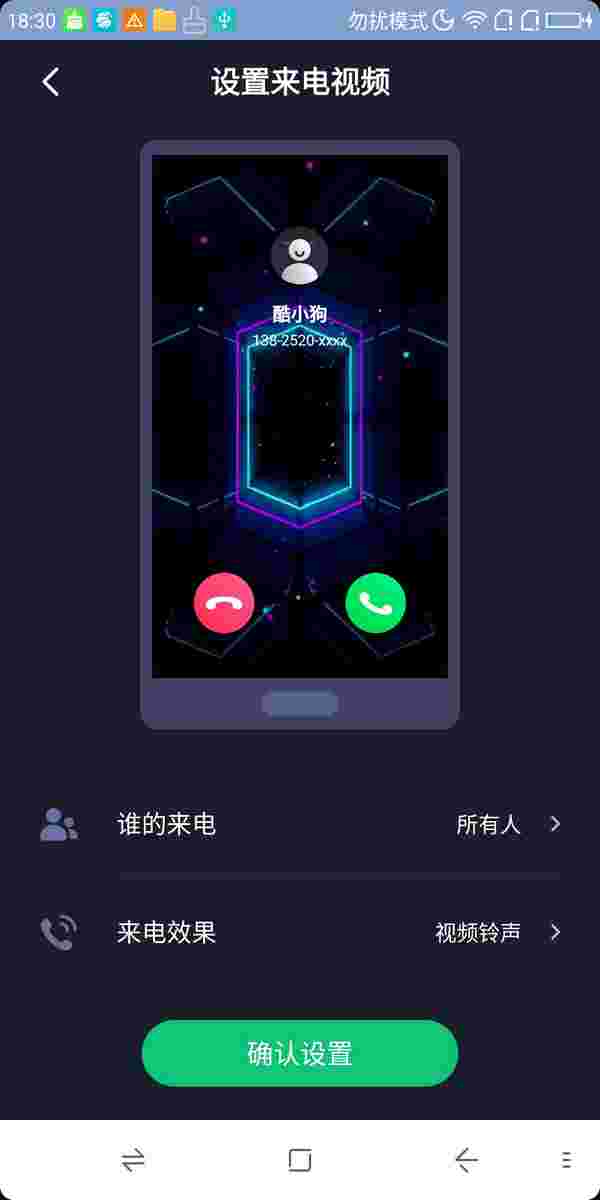 18:30
勿扰模式
设置来电视频
酷小狗
138-2520-xxxx
谁的来电
所有人
来电效果
视频铃声
确认设置